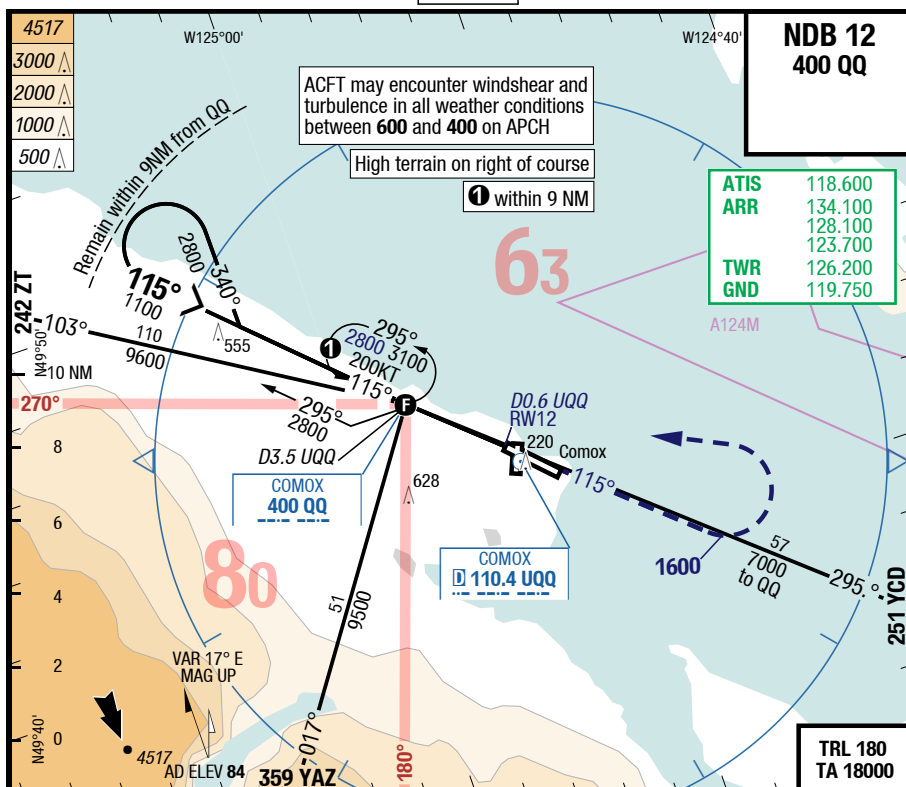 4517
3000
2000
1000
500
W125°00'
W124°40'
NDB 12
400 QQ
ACFT may encounter windshear and
turbulence in all weather conditions
between 600 and 400 on APCH
High terrain on right of course
1 within 9 NM
ATIS 118.600
ARR 134.100
128.100
123.700
TWR 126.200
GND 119.750
Remain within 9NM from QQ
2800
340°
115°
1100
63
A124M
242 ZT
103°
110
9600
N49°50'
10 NM
555
1
295°
2800 3100
200KT
115°
F
270°
295°
2800
D3.5 UQQ
D0.6 UQQ
RW12
220
Comox
115°
8
COMOX
400 QQ
628
COMOX
D 110.4 UQQ
1600
57
7000
to QQ
295.°
251 YCD
6
80
4
51
9500
2
VAR 17° E
MAG UP
0
N49°40'
4517
AD ELEV 84
017°
359 YAZ
180°
TRL 180
TA 18000